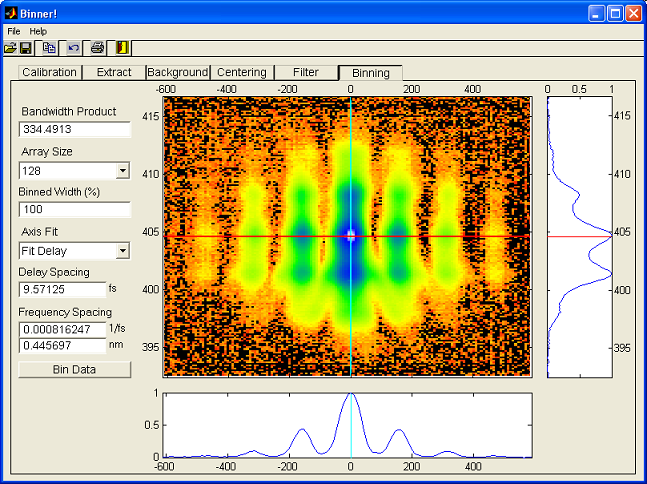 Binner!
File Help
Calibration Extract Background Centering Filter Binning
Bandwidth Product
334.4913
Array Size
128
Binned Width (%)
100
Axis Fit
Fit Delay
Delay Spacing
9.57125 fs
Frequency Spacing
0.000816247 1/fs
0.445697 nm
Bin Data
-600 -400 -200 0 200 400
415
410
405
400
395
0 0.5 1
415
410
405
400
395
1
0.5
0
-600 -400 -200 0 200 400